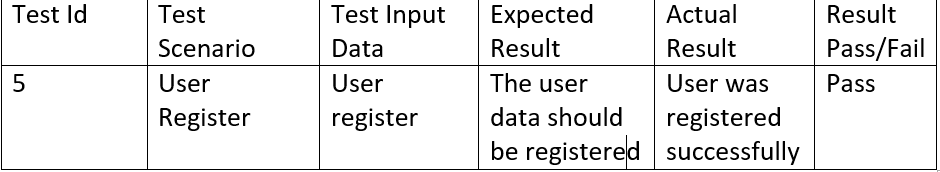 Test Id
Test Scenario
Test Input Data
Expected Result
Actual Result
Result Pass/Fail
5
User Register
User register
The user data should be registered
User was registered successfully
Pass